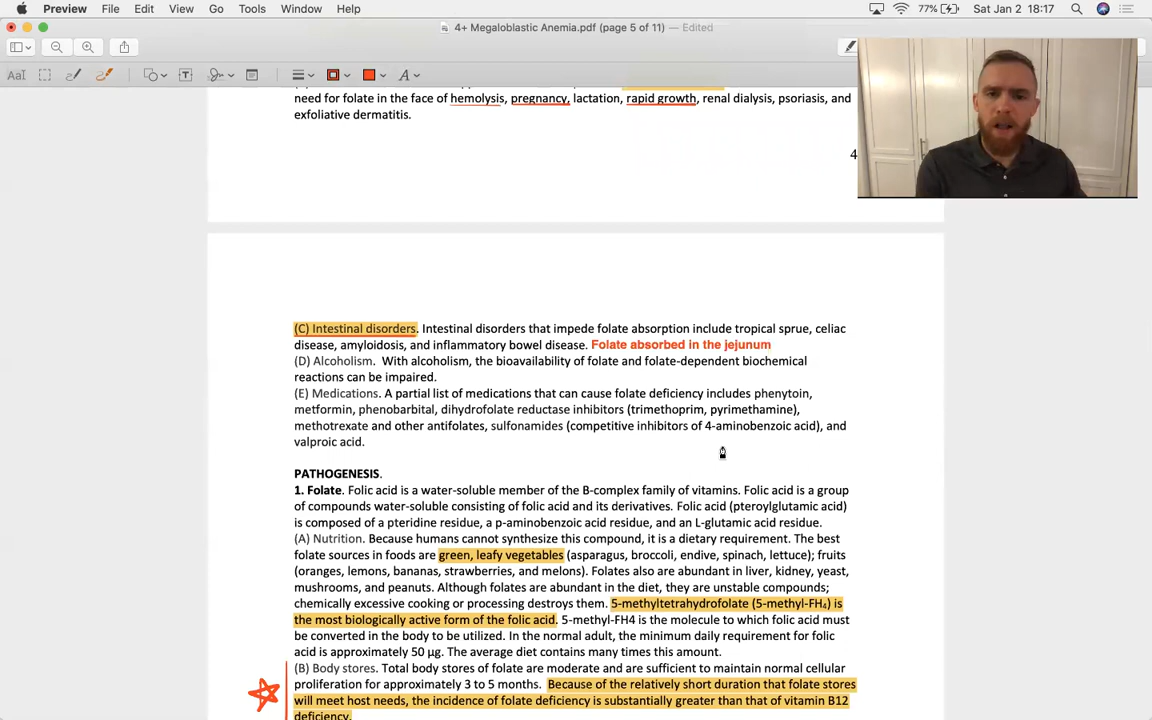 Preview File Edit View Go Tools Window Help 77% Sat Jan 2 18:17
4+ Megaloblastic Anemia.pdf (page 5 of 11) — Edited
AaI T A
need for folate in the face of hemolysis, pregnancy, lactation, rapid growth, renal dialysis, psoriasis, and
exfoliative dermatitis.
4
(C) Intestinal disorders. Intestinal disorders that impede folate absorption include tropical sprue, celiac
disease, amyloidosis, and inflammatory bowel disease. Folate absorbed in the jejunum
(D) Alcoholism. With alcoholism, the bioavailability of folate and folate-dependent biochemical
reactions can be impaired.
(E) Medications. A partial list of medications that can cause folate deficiency includes phenytoin,
metformin, phenobarbital, dihydrofolate reductase inhibitors (trimethoprim, pyrimethamine),
methotrexate and other antifolates, sulfonamides (competitive inhibitors of 4-aminobenzoic acid), and
valproic acid.
PATHOGENESIS.
1. Folate. Folic acid is a water-soluble member of the B-complex family of vitamins. Folic acid is a group
of compounds water-soluble consisting of folic acid and its derivatives. Folic acid (pteroylglutamic acid)
is composed of a pteridine residue, a p-aminobenzoic acid residue, and an L-glutamic acid residue.
(A) Nutrition. Because humans cannot synthesize this compound, it is a dietary requirement. The best
folate sources in foods are green, leafy vegetables (asparagus, broccoli, endive, spinach, lettuce); fruits
(oranges, lemons, bananas, strawberries, and melons). Folates also are abundant in liver, kidney, yeast,
mushrooms, and peanuts. Although folates are abundant in the diet, they are unstable compounds;
chemically excessive cooking or processing destroys them. 5-methyltetrahydrofolate (5-methyl-FH₄) is
the most biologically active form of the folic acid. 5-methyl-FH4 is the molecule to which folic acid must
be converted in the body to be utilized. In the normal adult, the minimum daily requirement for folic
acid is approximately 50 µg. The average diet contains many times this amount.
(B) Body stores. Total body stores of folate are moderate and are sufficient to maintain normal cellular
proliferation for approximately 3 to 5 months. Because of the relatively short duration that folate stores
will meet host needs, the incidence of folate deficiency is substantially greater than that of vitamin B12
deficiency.